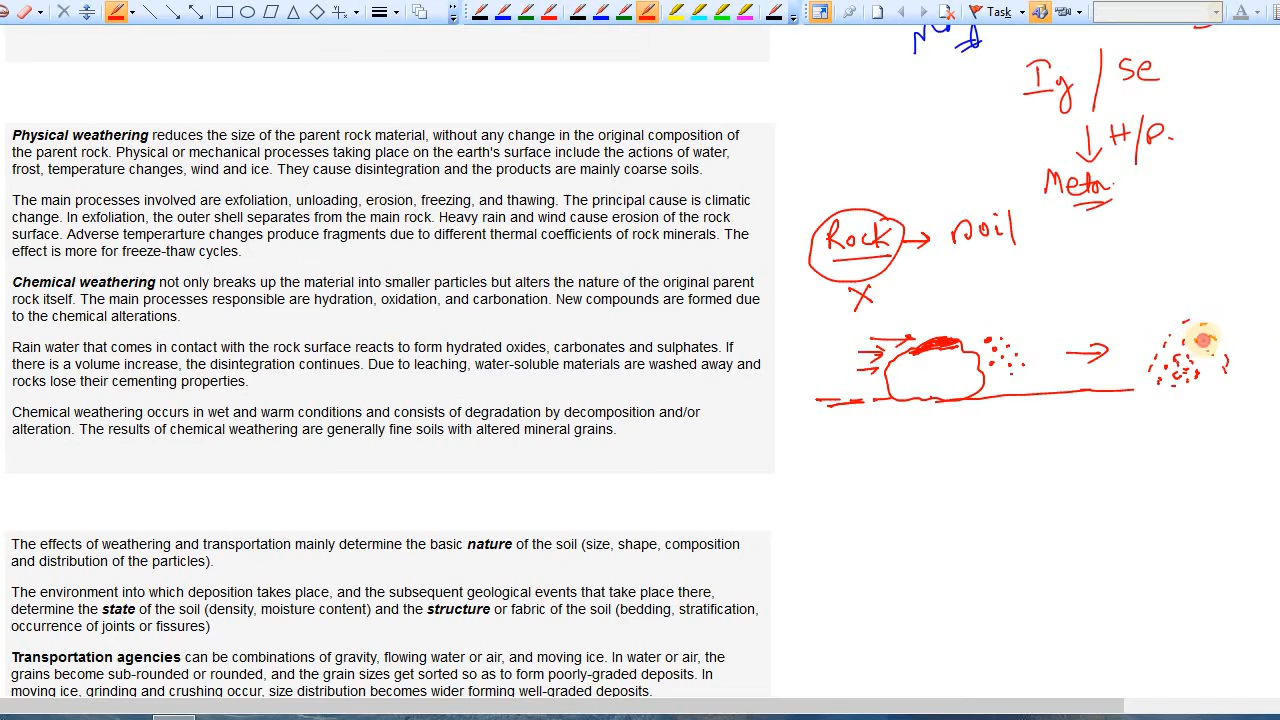 Task
A
Ig / Se
H/P.
Meta.
Rock → soil
X
Physical weathering reduces the size of the parent rock material, without any change in the original composition of
the parent rock. Physical or mechanical processes taking place on the earth's surface include the actions of water,
frost, temperature changes, wind and ice. They cause disintegration and the products are mainly coarse soils.
The main processes involved are exfoliation, unloading, erosion, freezing, and thawing. The principal cause is climatic
change. In exfoliation, the outer shell separates from the main rock. Heavy rain and wind cause erosion of the rock
surface. Adverse temperature changes produce fragments due to different thermal coefficients of rock minerals. The
effect is more for freeze-thaw cycles.
Chemical weathering not only breaks up the material into smaller particles but alters the nature of the original parent
rock itself. The main processes responsible are hydration, oxidation, and carbonation. New compounds are formed due
to the chemical alterations.
Rain water that comes in contact with the rock surface reacts to form hydrated oxides, carbonates and sulphates. If
there is a volume increase, the disintegration continues. Due to leaching, water-soluble materials are washed away and
rocks lose their cementing properties.
Chemical weathering occurs in wet and warm conditions and consists of degradation by decomposition and/or
alteration. The results of chemical weathering are generally fine soils with altered mineral grains.
The effects of weathering and transportation mainly determine the basic nature of the soil (size, shape, composition
and distribution of the particles).
The environment into which deposition takes place, and the subsequent geological events that take place there,
determine the state of the soil (density, moisture content) and the structure or fabric of the soil (bedding, stratification,
occurrence of joints or fissures)
Transportation agencies can be combinations of gravity, flowing water or air, and moving ice. In water or air, the
grains become sub-rounded or rounded, and the grain sizes get sorted so as to form poorly-graded deposits. In
moving ice, grinding and crushing occur, size distribution becomes wider forming well-graded deposits.